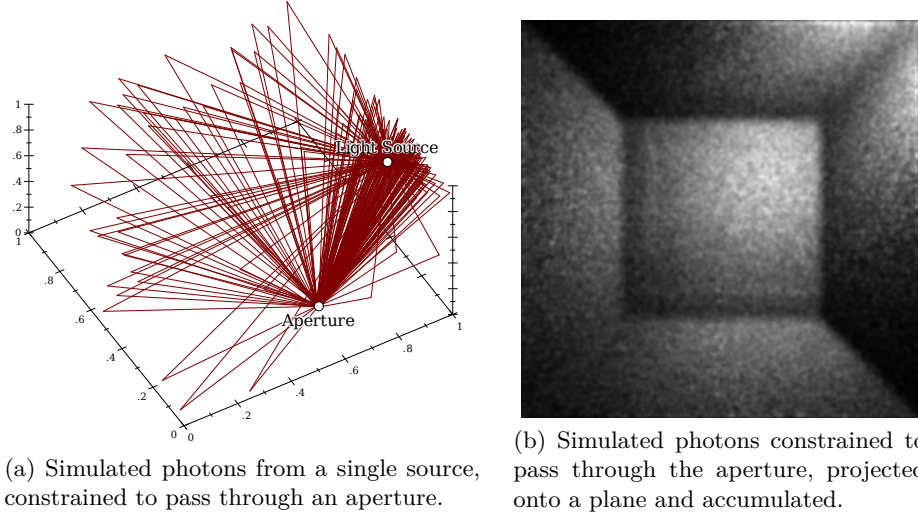 Light Source
Aperture
1
.8
.6
.4
.2
0
1
.8
.6
.4
.2
0
0
.2
.4
.6
.8
1
(a) Simulated photons from a single source,
constrained to pass through an aperture.
(b) Simulated photons constrained to
pass through the aperture, projected
onto a plane and accumulated.